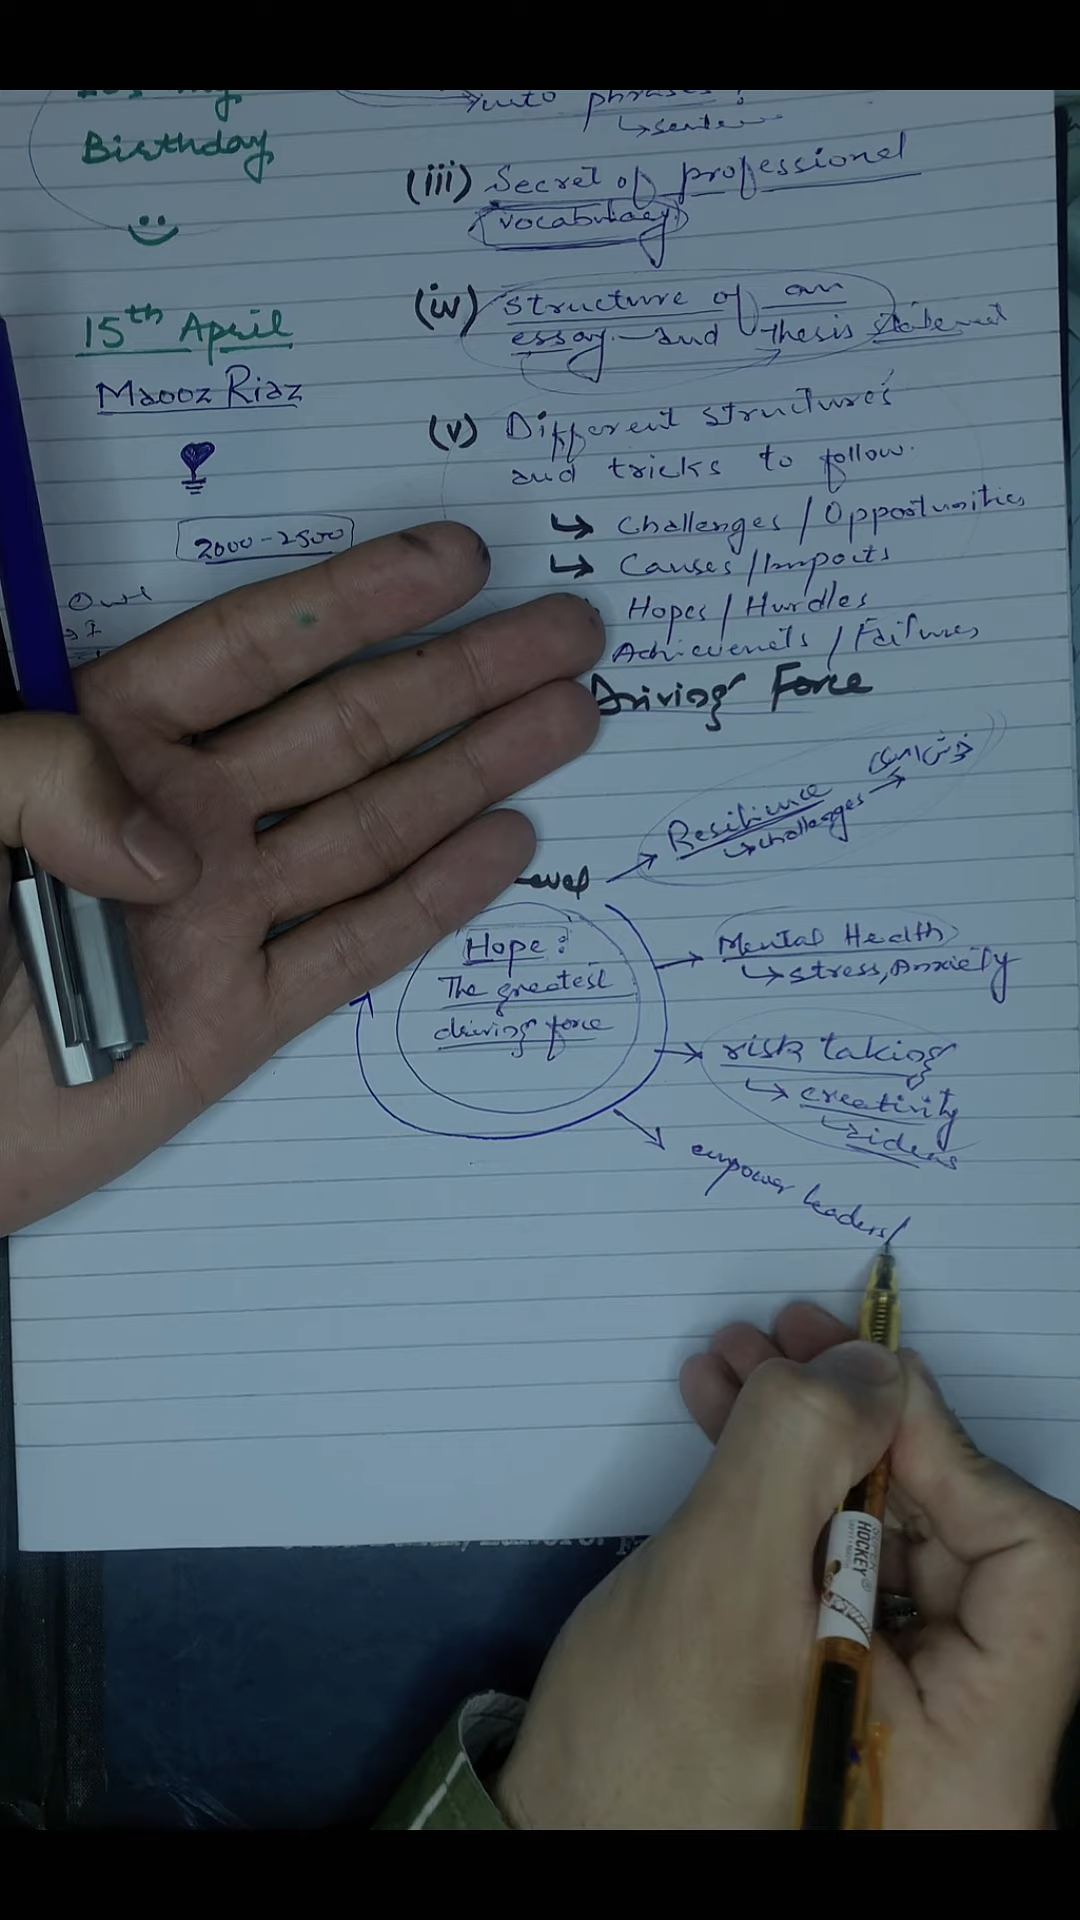 Birthday
15th April
Maooz Riaz
2000-2500
into phrases
(iii) Secret of professional
vocabulary
(iv) structure of an
essay and thesis statement
(v) Different structures
and tricks to follow.
↳ Challenges / Opportunities
↳ Causes / Impacts
Hopes / Hurdles
Achievements / Failures
Driving Force
Resilience
↳ challenges → خوش امیدی
Hope:
The greatest
driving force
→ Mental Health
↳ stress, Anxiety
→ risk taking
↳ creativity
↳ ideas
empower leaders/
HOCKEY